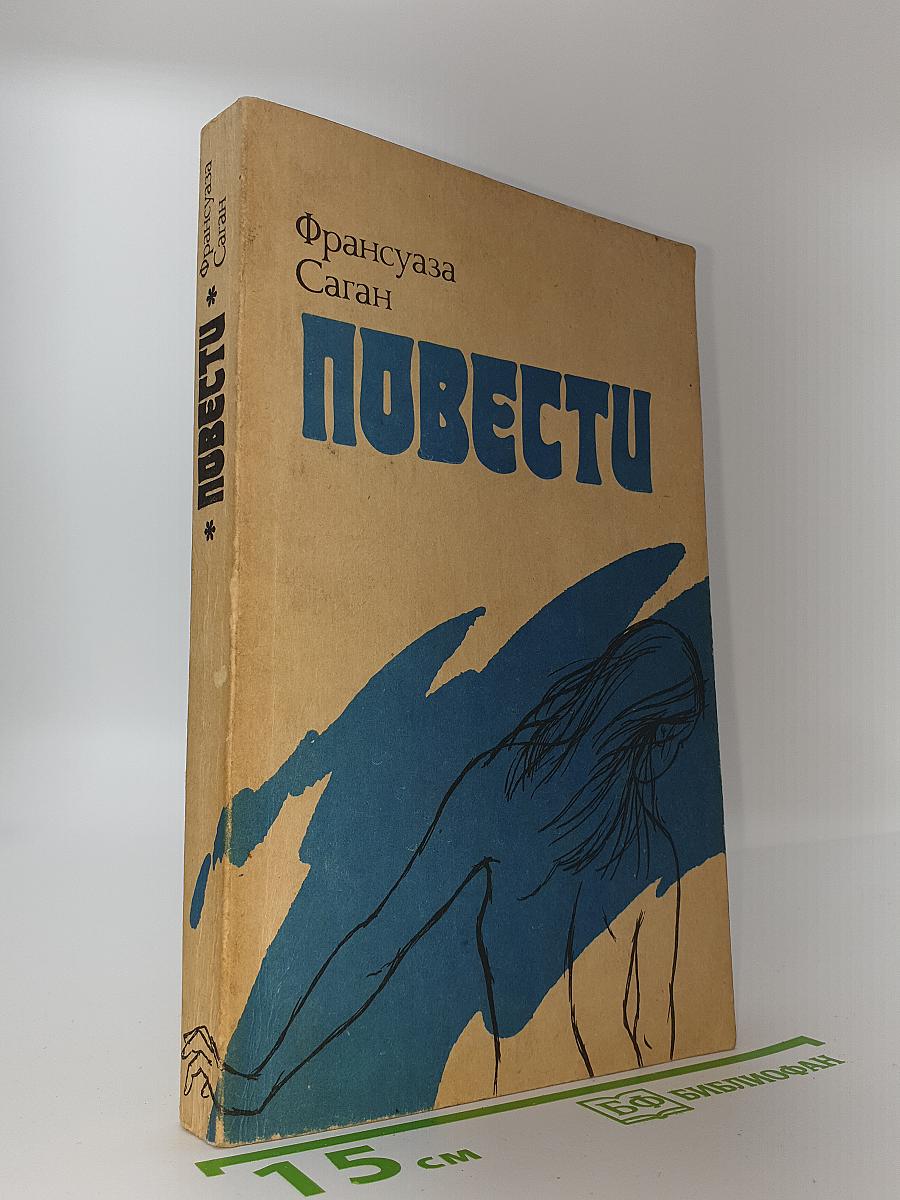 Франсуаза
Саган
ПОВЕСТИ
Франсуаза
Саган
* ПОВЕСТИ *
15 см
БФ БИБЛИОФАН